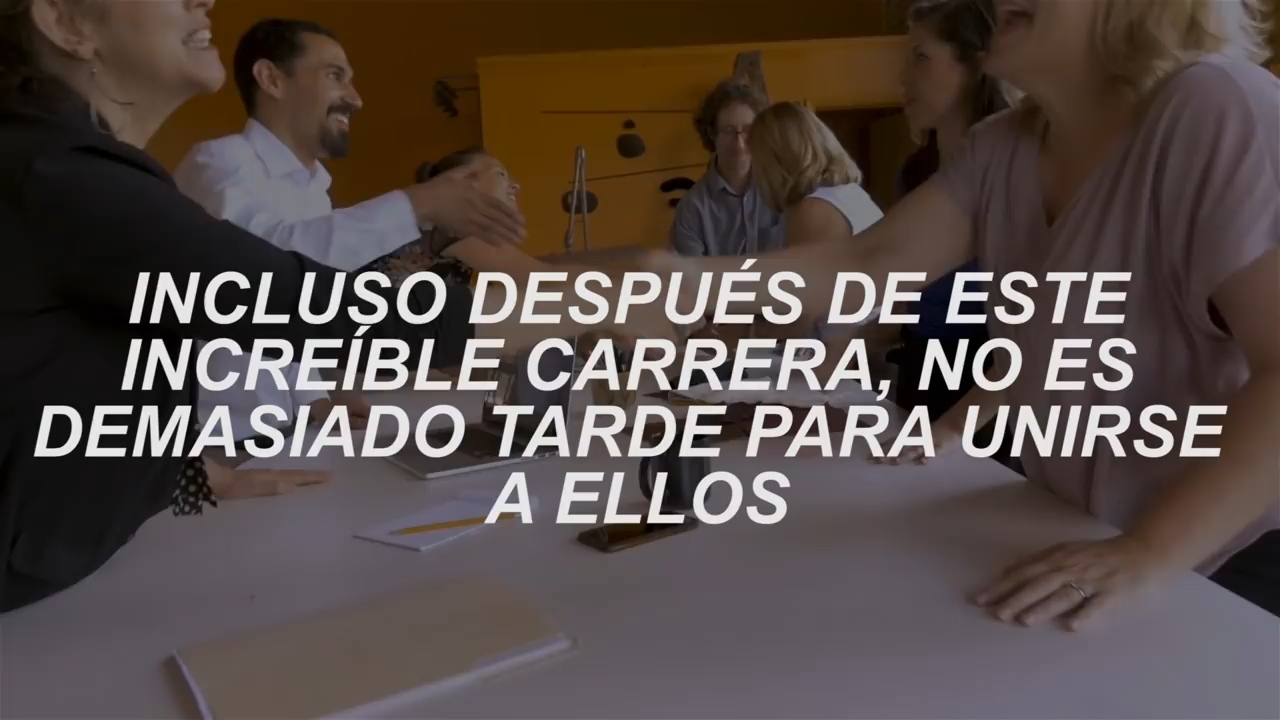 INCLUSO DESPUÉS DE ESTE
INCREÍBLE CARRERA, NO ES
DEMASIADO TARDE PARA UNIRSE
A ELLOS